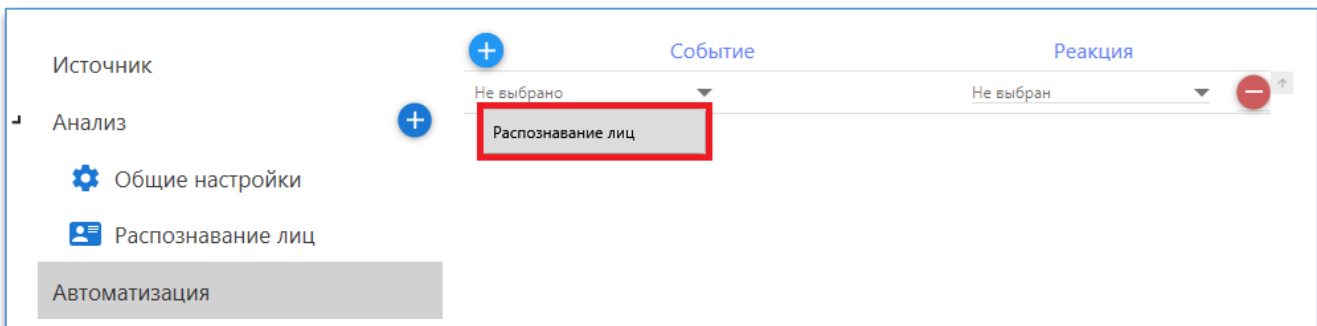 Источник
Анализ
Общие настройки
Распознавание лиц
Автоматизация
Событие Реакция
Не выбрано Не выбран
Распознавание лиц